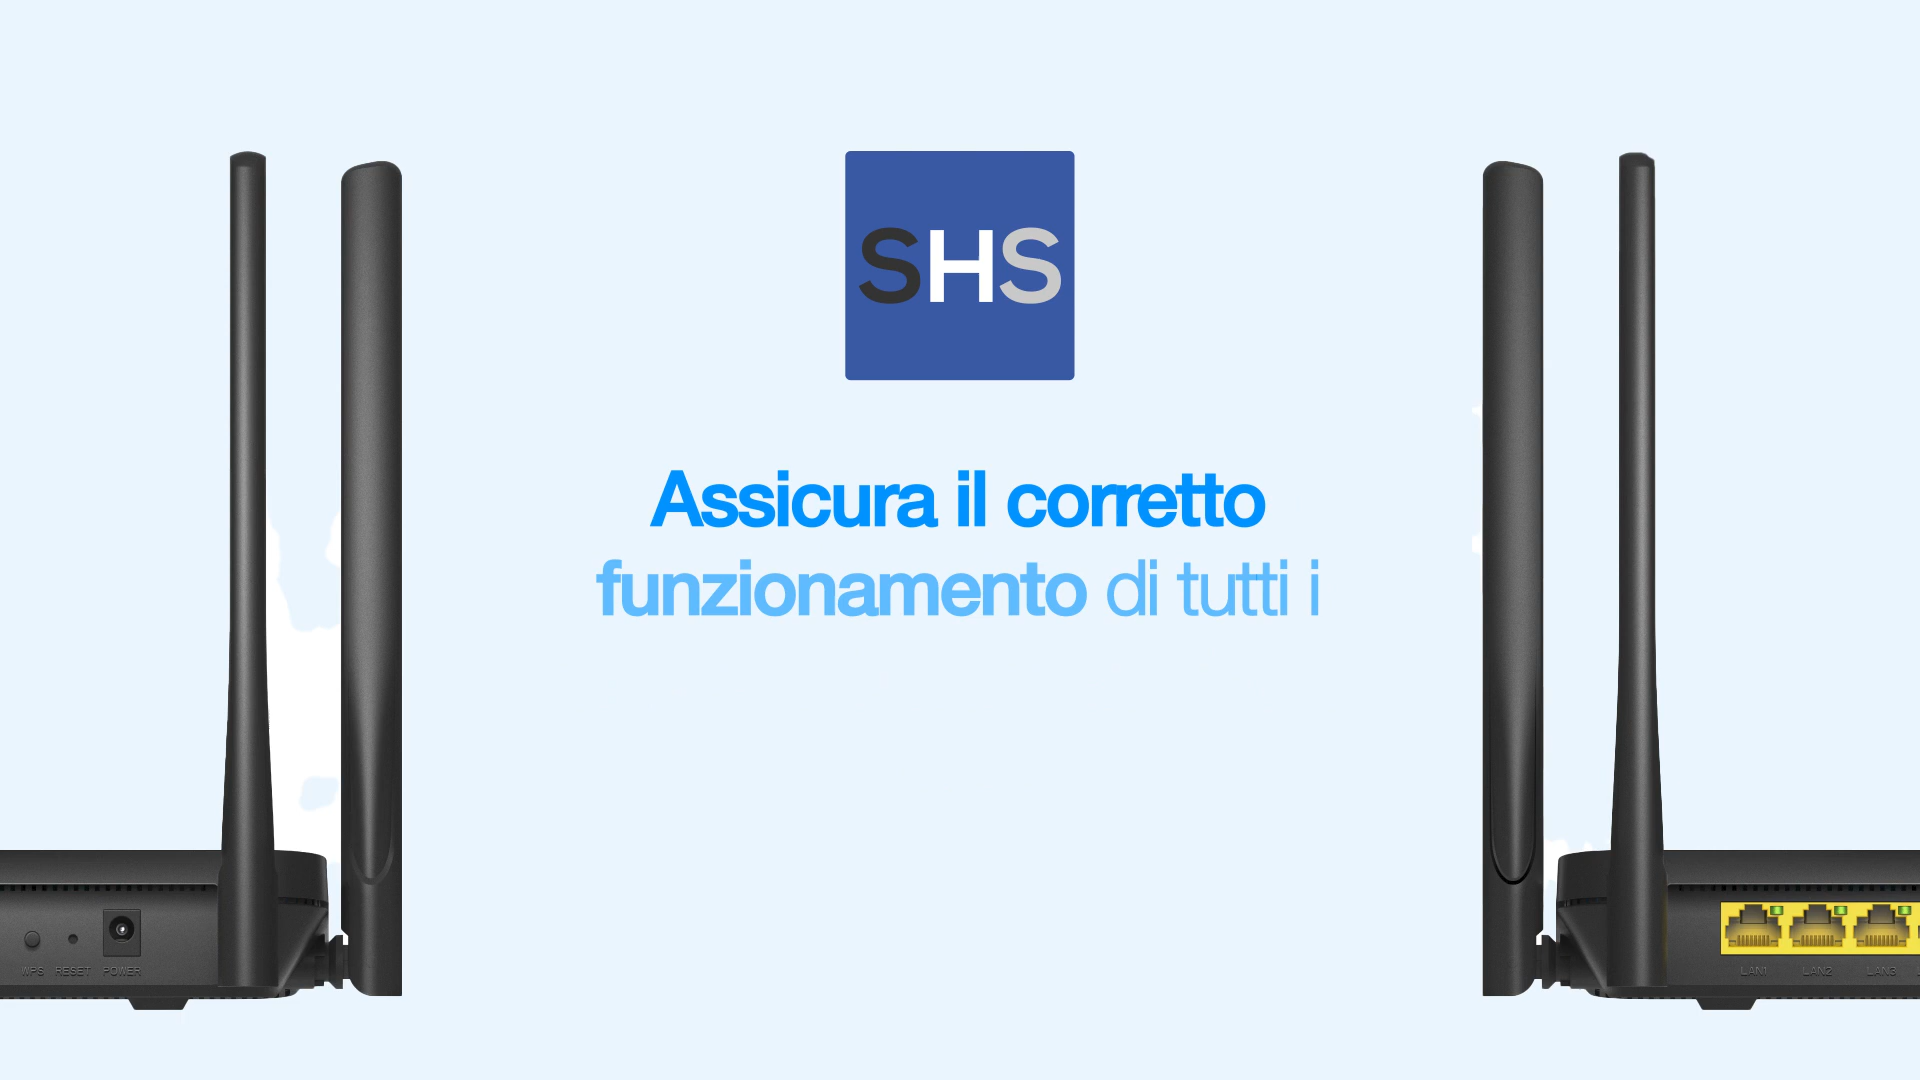 SHS
Assicura il corretto
funzionamento di tutti i
WPS RESET POWER
LAN1 LAN2 LAN3